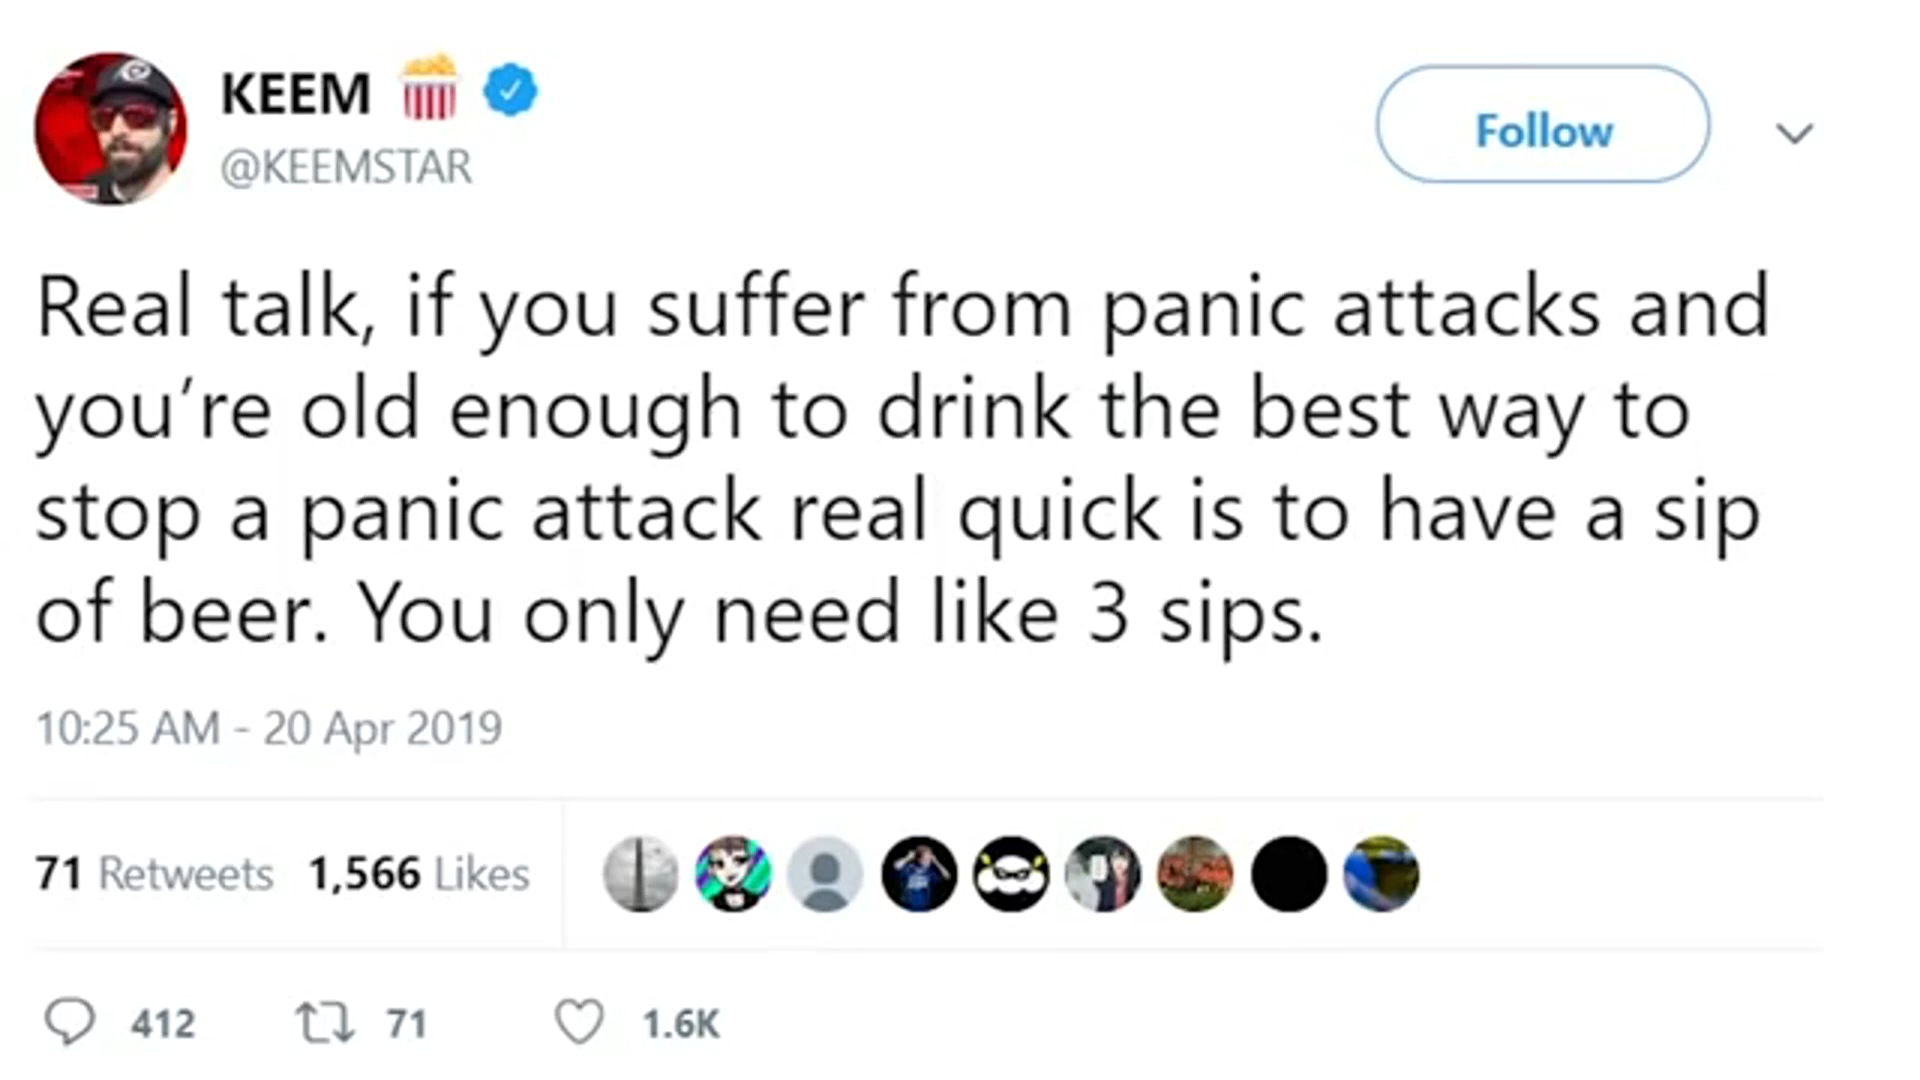 KEEM 🍿
@KEEMSTAR
Follow
Real talk, if you suffer from panic attacks and
you’re old enough to drink the best way to
stop a panic attack real quick is to have a sip
of beer. You only need like 3 sips.
10:25 AM - 20 Apr 2019
71 Retweets 1,566 Likes
412 71 1.6K